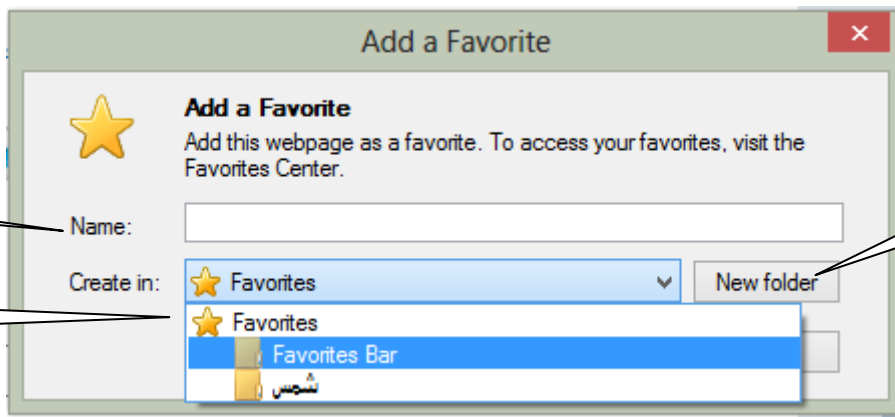 Add a Favorite
Add a Favorite
Add this webpage as a favorite. To access your favorites, visit the
Favorites Center.
Name:
Create in: Favorites New folder
Favorites
Favorites Bar
شمس